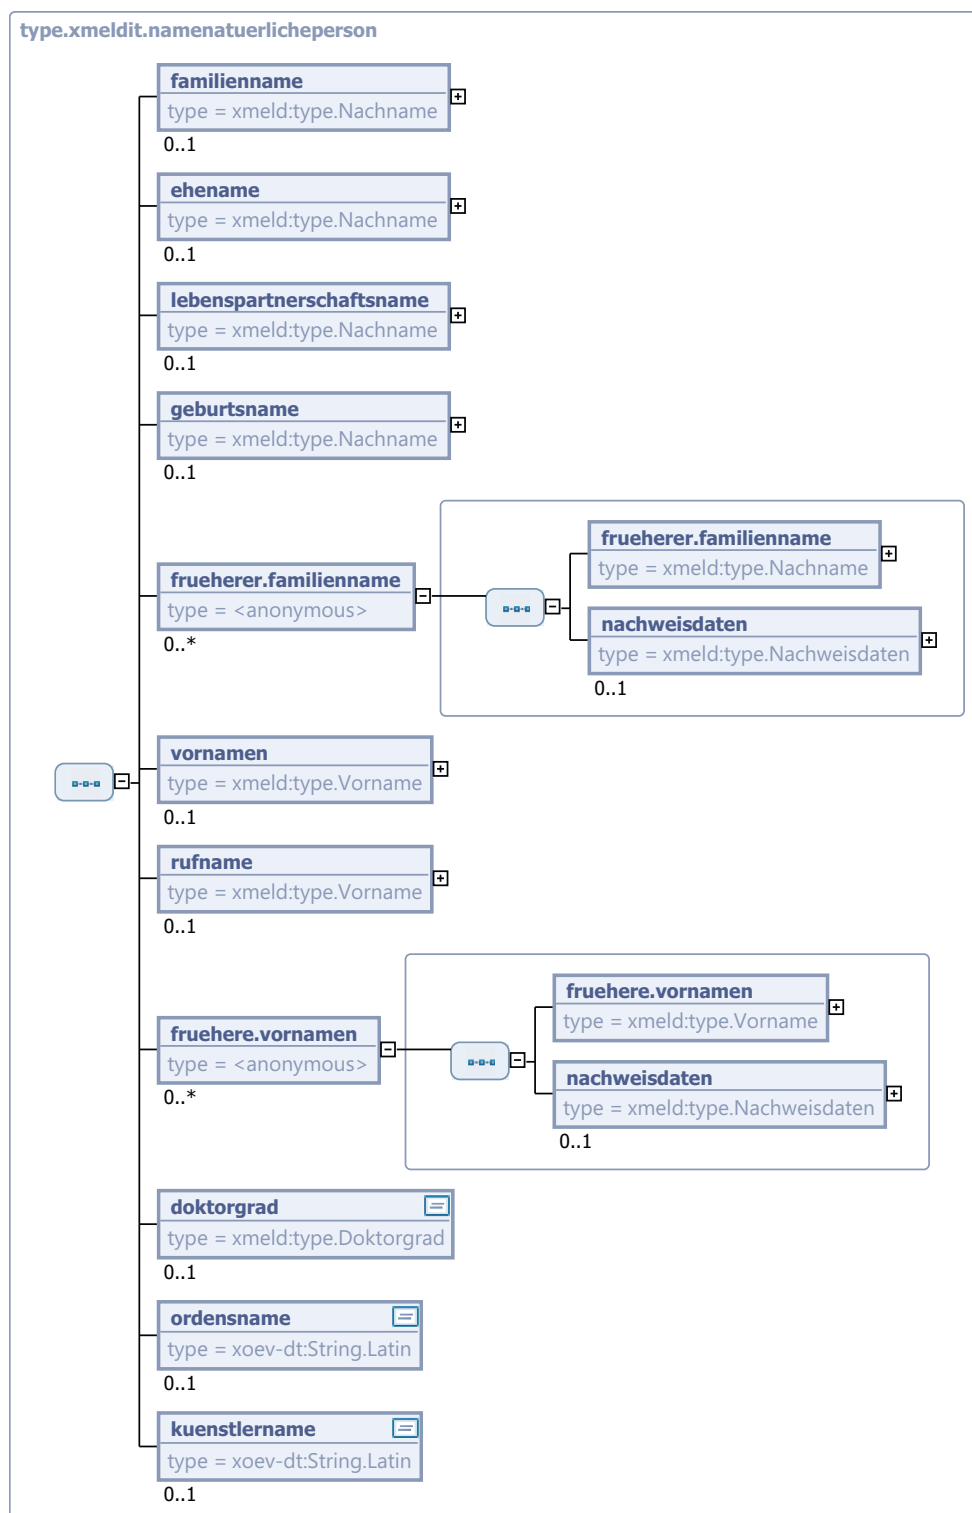 type.xmeldit.namenatuerlicheperson
familienname
type = xmeld:type.Nachname
0..1
ehename
type = xmeld:type.Nachname
0..1
lebenspartnerschaftsname
type = xmeld:type.Nachname
0..1
geburtsname
type = xmeld:type.Nachname
0..1
frueherer.familienname
type = <anonymous>
0..*
frueherer.familienname
type = xmeld:type.Nachname
nachweisdaten
type = xmeld:type.Nachweisdaten
0..1
vornamen
type = xmeld:type.Vorname
0..1
rufname
type = xmeld:type.Vorname
0..1
fruehere.vornamen
type = <anonymous>
0..*
fruehere.vornamen
type = xmeld:type.Vorname
nachweisdaten
type = xmeld:type.Nachweisdaten
0..1
doktorgrad
type = xmeld:type.Doktorgrad
0..1
ordensname
type = xoev-dt:String.Latin
0..1
kuenstlername
type = xoev-dt:String.Latin
0..1